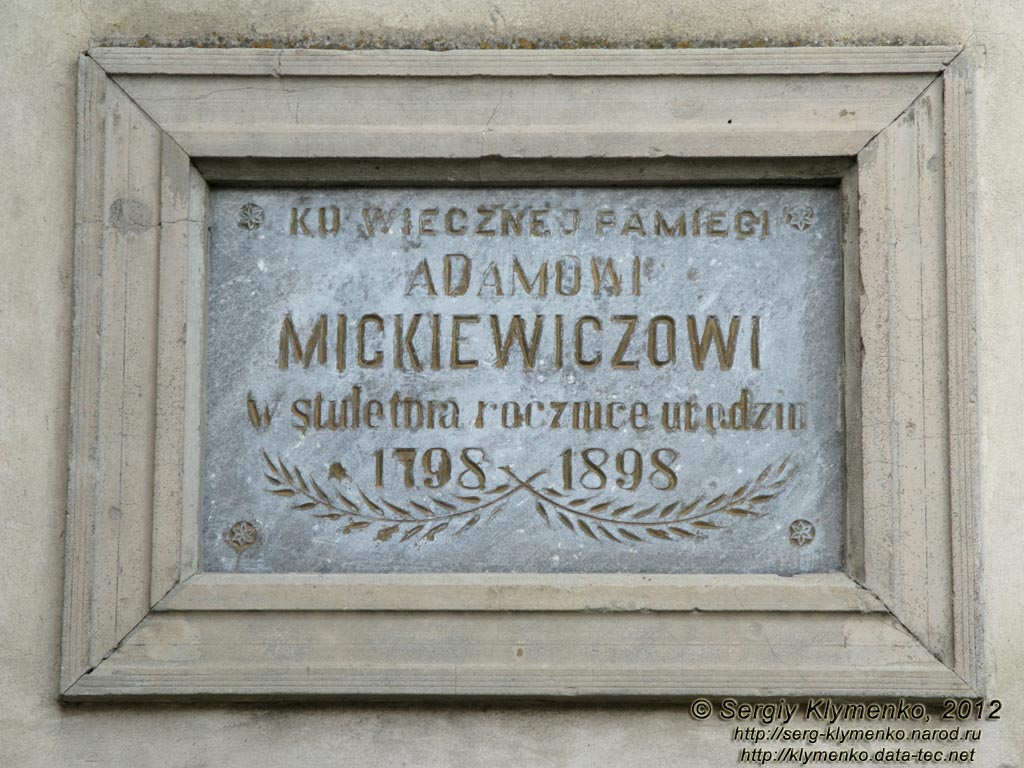 KU WIECZNEJ PAMIĘCI
ADAMOWI
MICKIEWICZOWI
w stuletnia rocznice urodzin
1798 1898
© Sergiy Klymenko, 2012
http://serg-klymenko.narod.ru
http://klymenko.data-tec.net